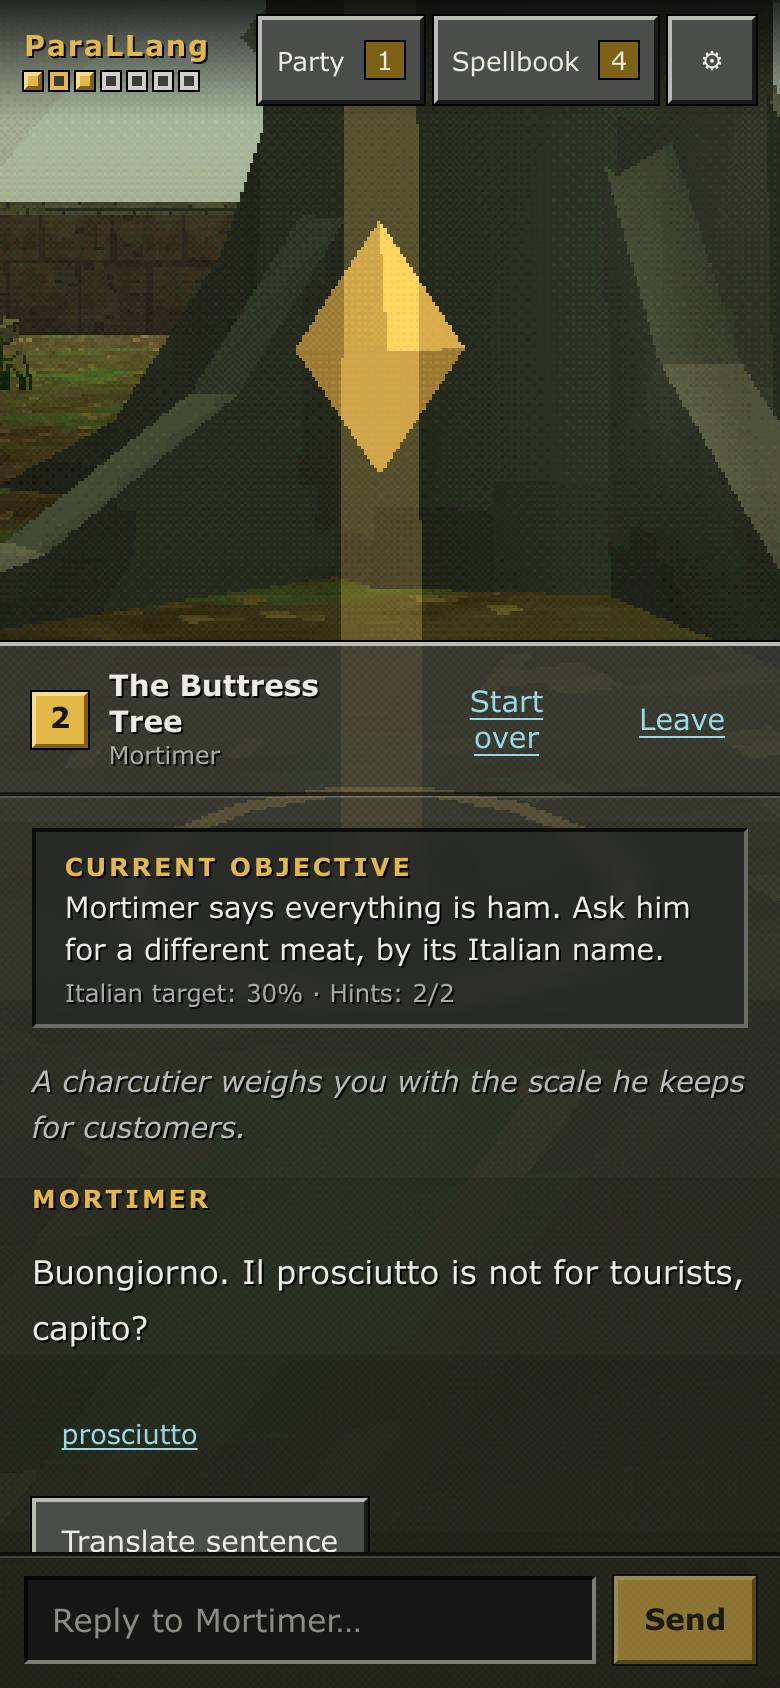 ParaLLang
Party 1
Spellbook 4
⚙
2
The Buttress
Tree
Mortimer
Start
over
Leave
CURRENT OBJECTIVE
Mortimer says everything is ham. Ask him
for a different meat, by its Italian name.
Italian target: 30% · Hints: 2/2
A charcutier weighs you with the scale he keeps
for customers.
MORTIMER
Buongiorno. Il prosciutto is not for tourists,
capito?
prosciutto
Translate sentence
Reply to Mortimer…
Send